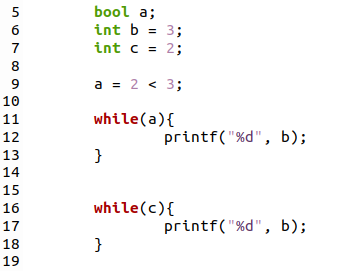 5 bool a;
6 int b = 3;
7 int c = 2;
8
9 a = 2 < 3;
10
11 while(a){
12 printf("%d", b);
13 }
14
15
16 while(c){
17 printf("%d", b);
18 }
19